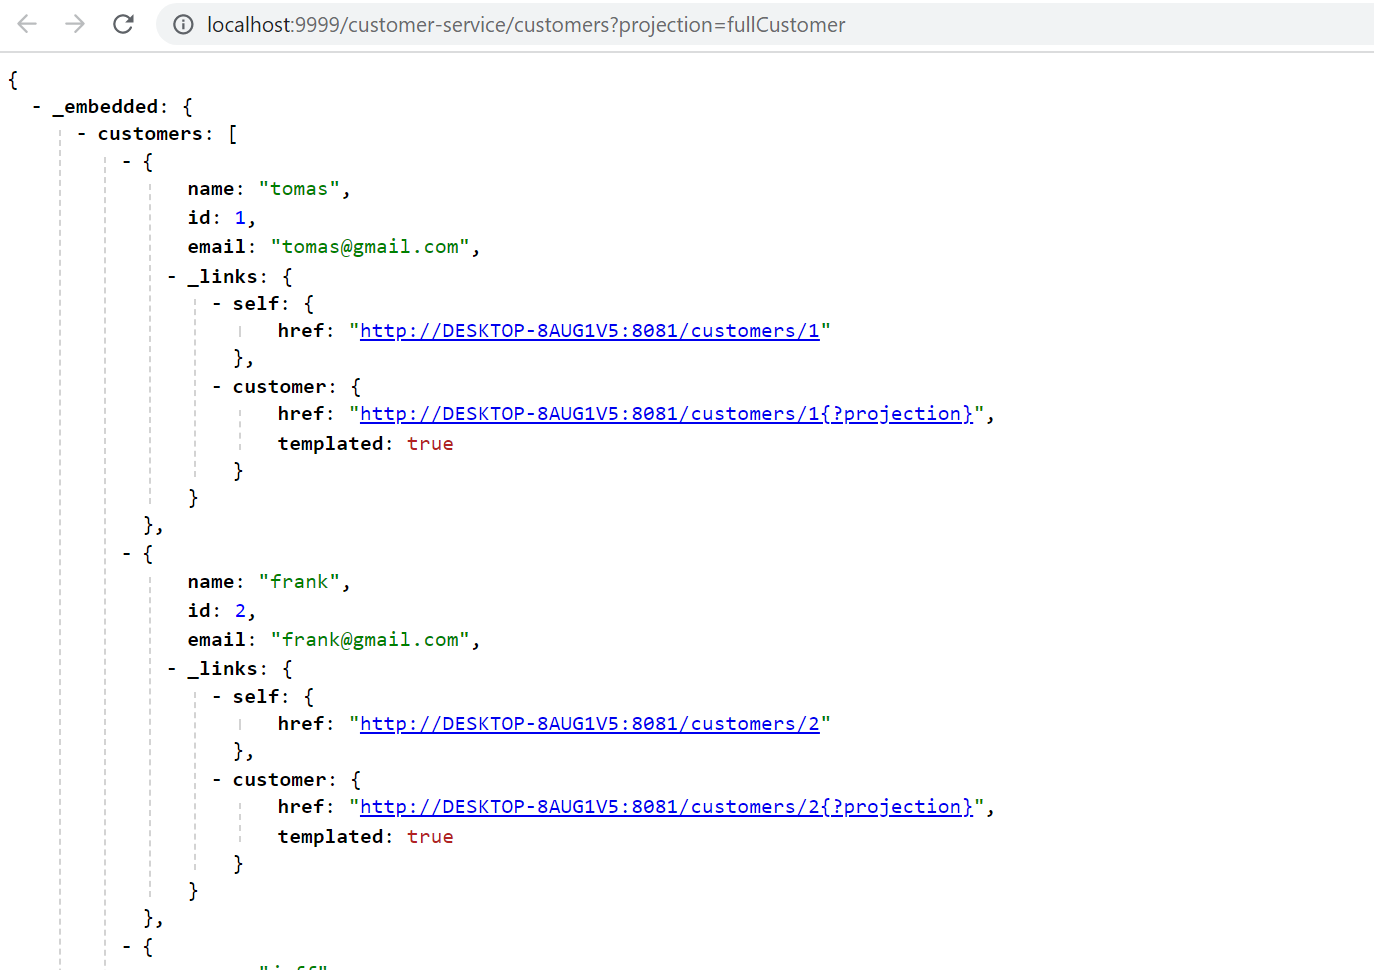 localhost:9999/customer-service/customers?projection=fullCustomer
{
- _embedded: {
- customers: [
- {
name: "tomas",
id: 1,
email: "tomas@gmail.com",
- _links: {
- self: {
href: "http://DESKTOP-8AUG1V5:8081/customers/1"
},
- customer: {
href: "http://DESKTOP-8AUG1V5:8081/customers/1{?projection}",
templated: true
}
}
},
- {
name: "frank",
id: 2,
email: "frank@gmail.com",
- _links: {
- self: {
href: "http://DESKTOP-8AUG1V5:8081/customers/2"
},
- customer: {
href: "http://DESKTOP-8AUG1V5:8081/customers/2{?projection}",
templated: true
}
}
},
- {